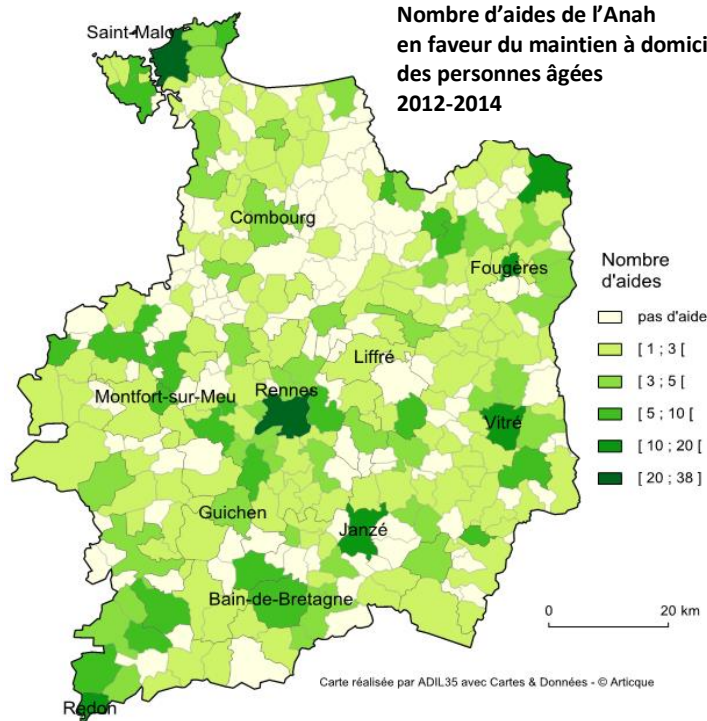 Nombre d'aides de l'Anah
en faveur du maintien à domici
des personnes âgées
2012-2014
Saint-Malo
Combourg
Fougères
Nombre
d'aides
pas d'aide
[ 1 ; 3 [
[ 3 ; 5 [
[ 5 ; 10 [
[ 10 ; 20 [
[ 20 ; 38 ]
Liffré
Montfort-sur-Meu
Rennes
Vitré
Guichen
Janzé
Bain-de-Bretagne
0 20 km
Carte réalisée par ADIL35 avec Cartes & Données - © Articque
Redon